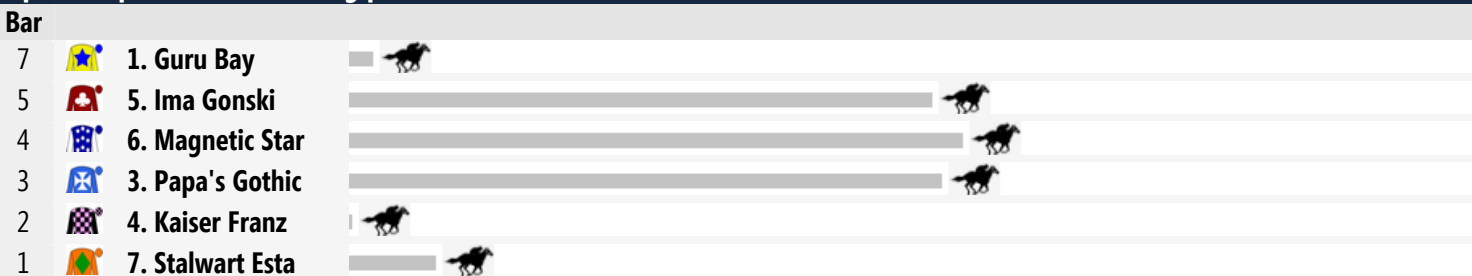 Bar
7 1. Guru Bay
5 5. Ima Gonski
4 6. Magnetic Star
3 3. Papa's Gothic
2 4. Kaiser Franz
1 7. Stalwart Esta